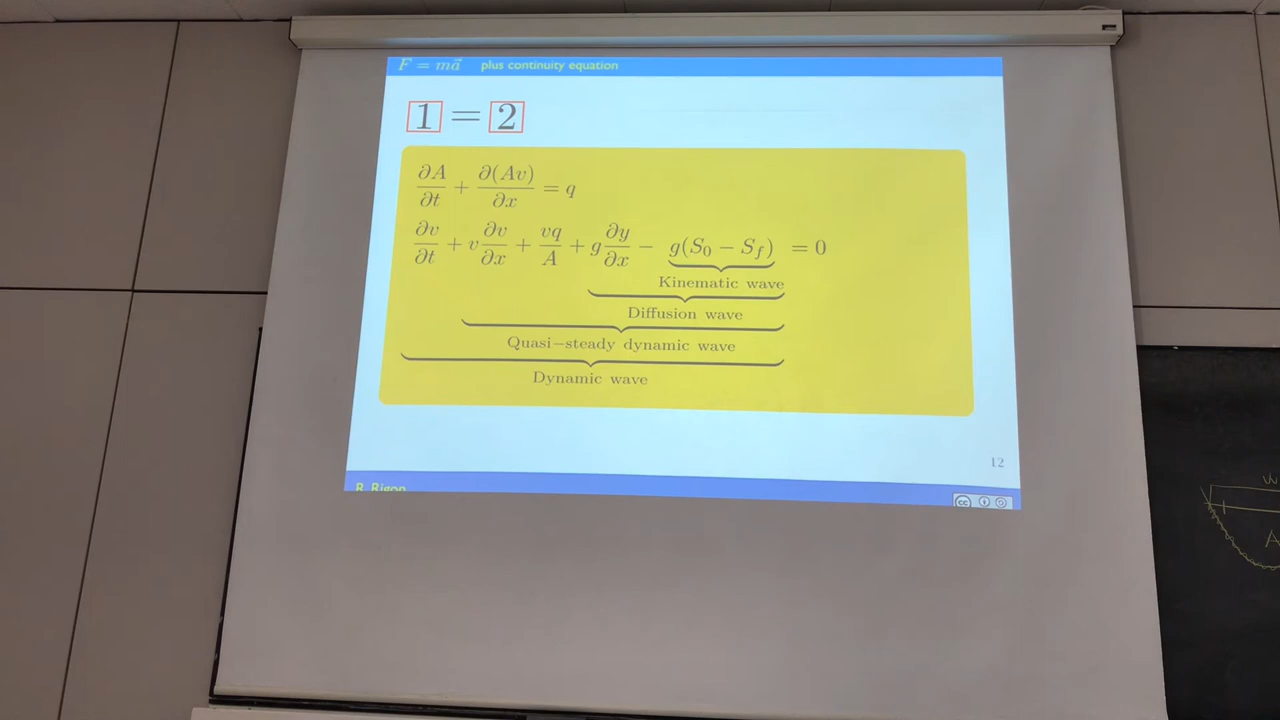 F = ma⃗ plus continuity equation
1 = 2
∂A/∂t + ∂(Av)/∂x = q
∂v/∂t + v ∂v/∂x + vq/A + g ∂y/∂x − g(S₀ − S_f) = 0
Kinematic wave
Diffusion wave
Quasi−steady dynamic wave
Dynamic wave
12
R. Rigon
cc
W
A